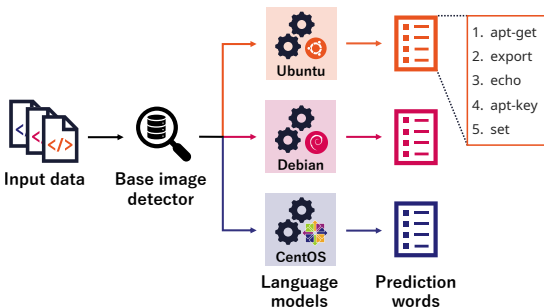 Input data
Base image
detector
Ubuntu
Debian
CentOS
Language
models
Prediction
words
1. apt-get
2. export
3. echo
4. apt-key
5. set
</>